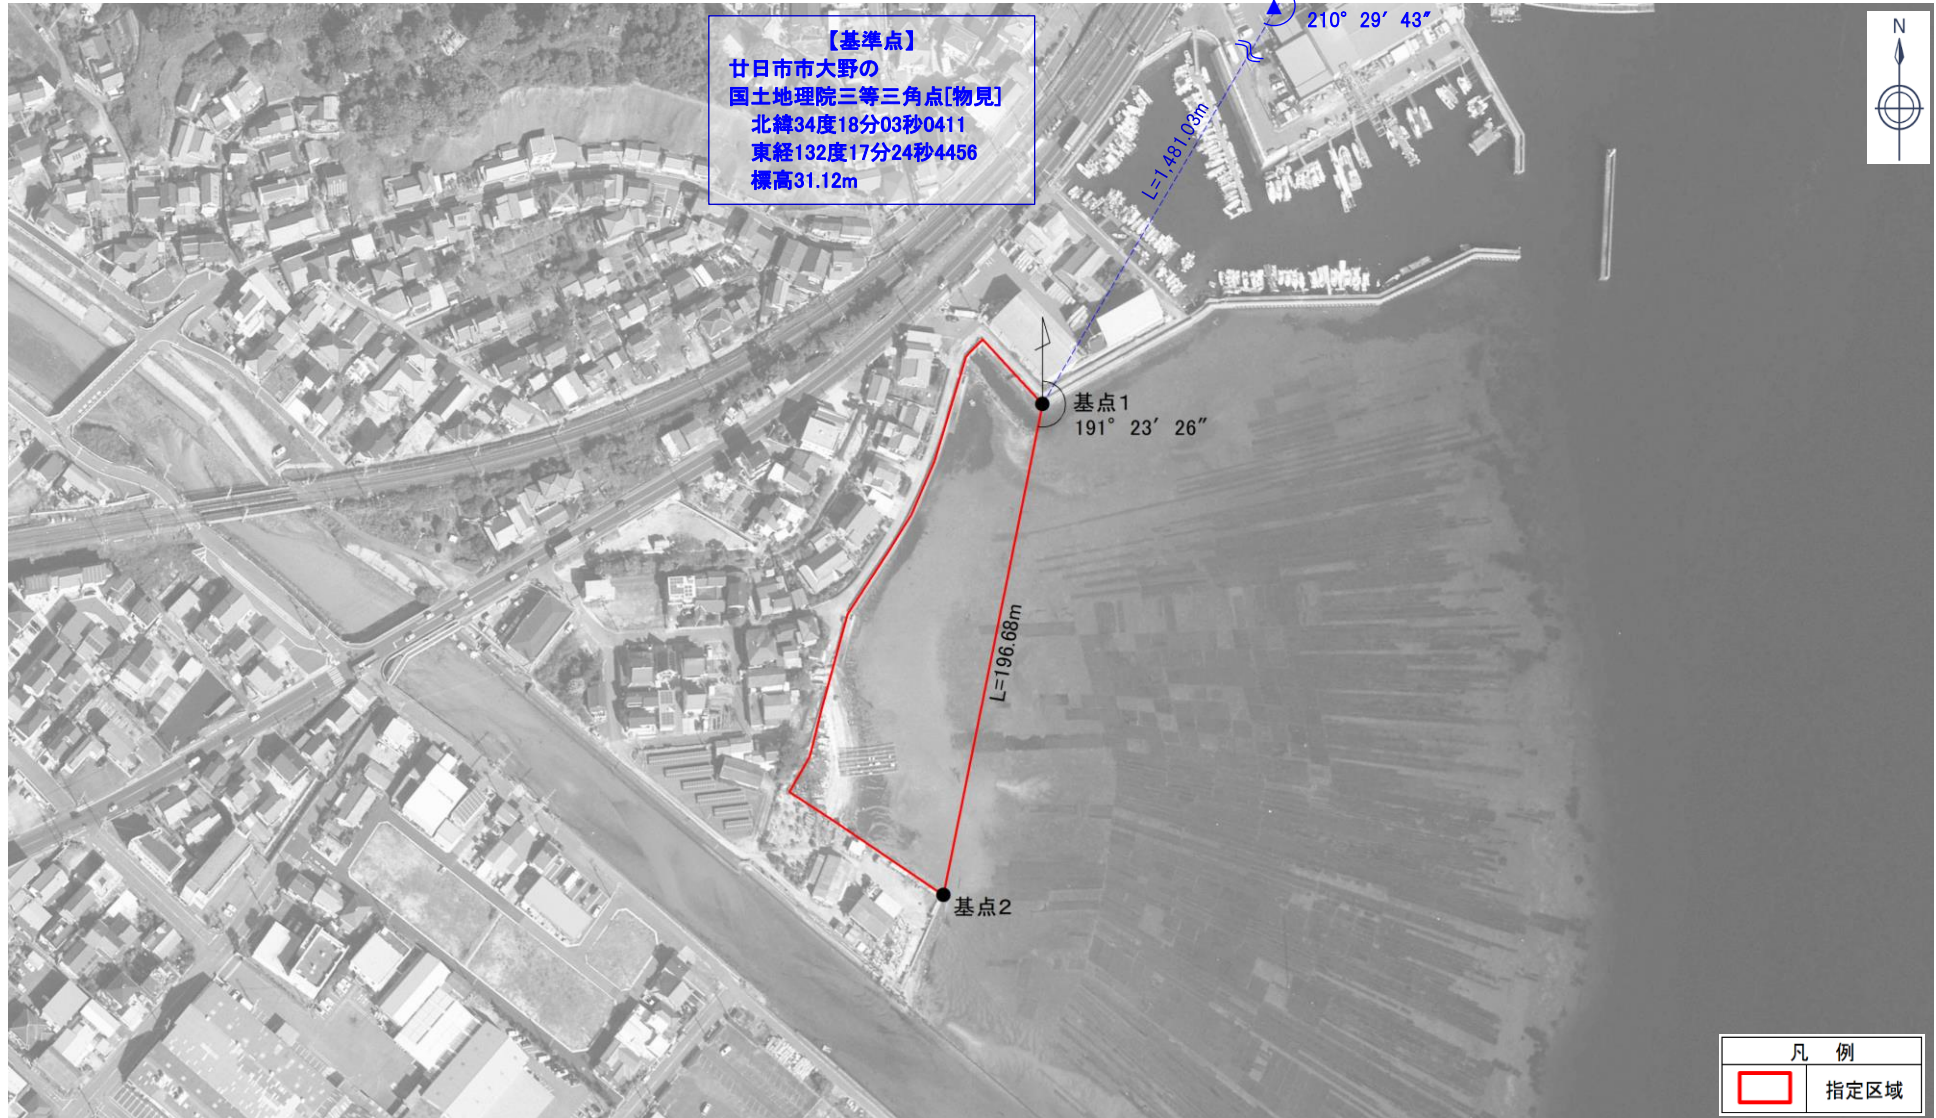 【基準点】
廿日市市大野の
国土地理院三等三角点[物見]
北緯34度18分03秒0411
東経132度17分24秒4456
標高31.12m
210° 29′ 43″
N
L=1,481.03m
基点1
191° 23′ 26″
L=196.68m
基点2
凡 例
指定区域